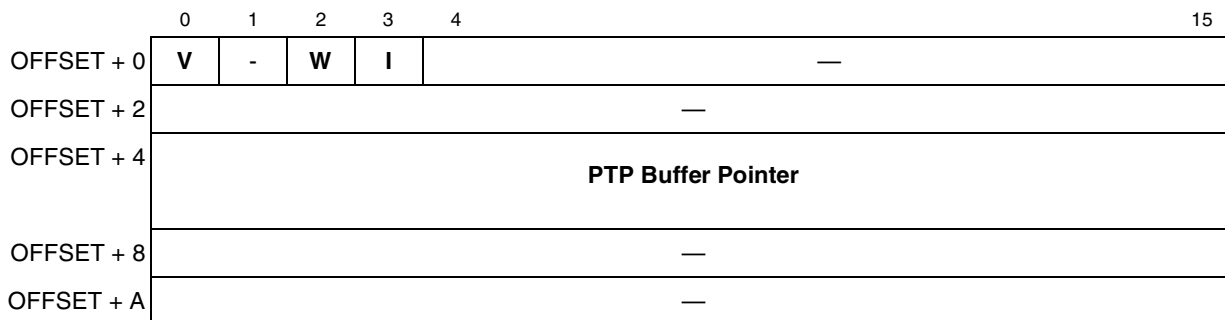 0 1 2 3 4 15
OFFSET + 0 V - W I —
OFFSET + 2 —
OFFSET + 4 PTP Buffer Pointer
OFFSET + 8 —
OFFSET + A —